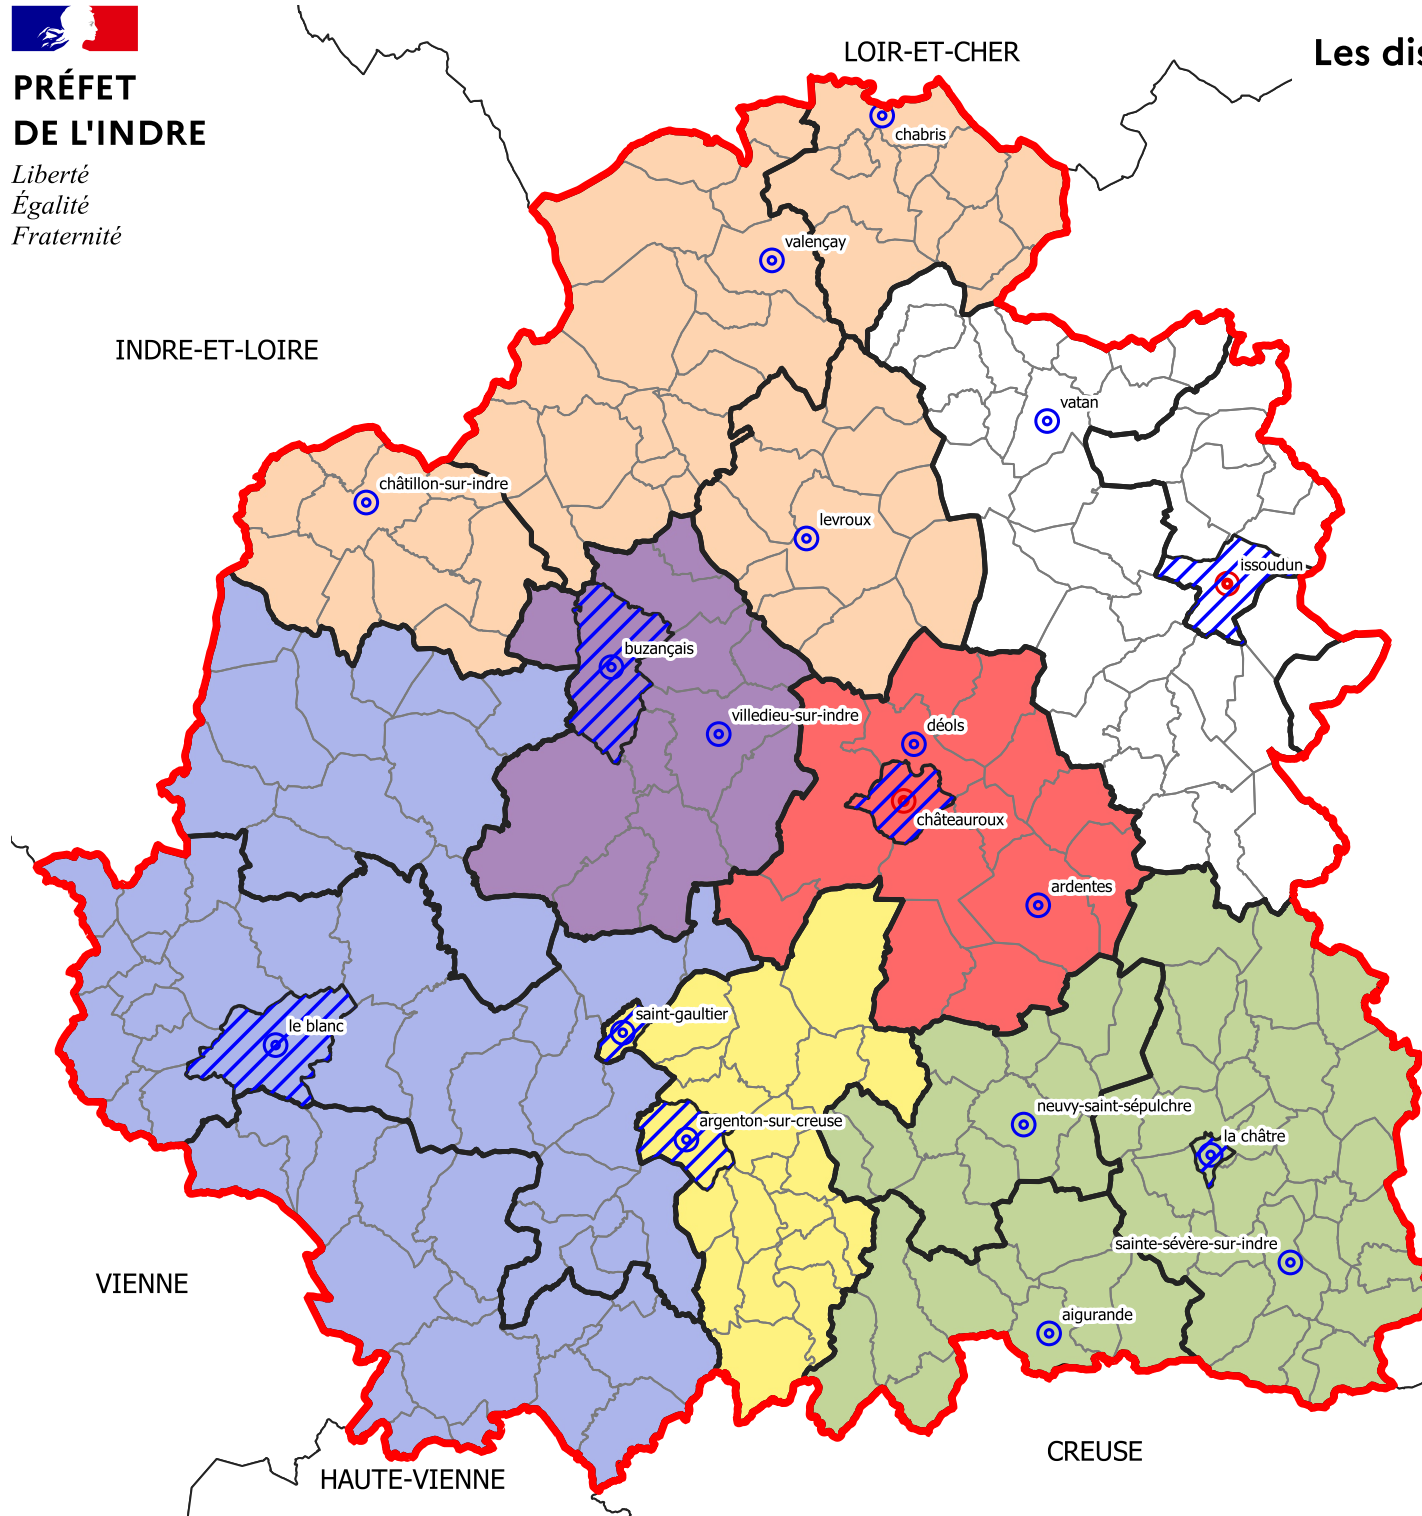 PRÉFET
DE L'INDRE
Liberté
Égalité
Fraternité
LOIR-ET-CHER
Les dis
chabris
valençay
INDRE-ET-LOIRE
vatan
châtillon-sur-indre
levroux
issoudun
buzançais
villedieu-sur-indre
déols
châteauroux
ardentes
saint-gaultier
le blanc
neuvy-saint-sépulchre
argenton-sur-creuse
la châtre
sainte-sévère-sur-indre
VIENNE
aigurande
CREUSE
HAUTE-VIENNE